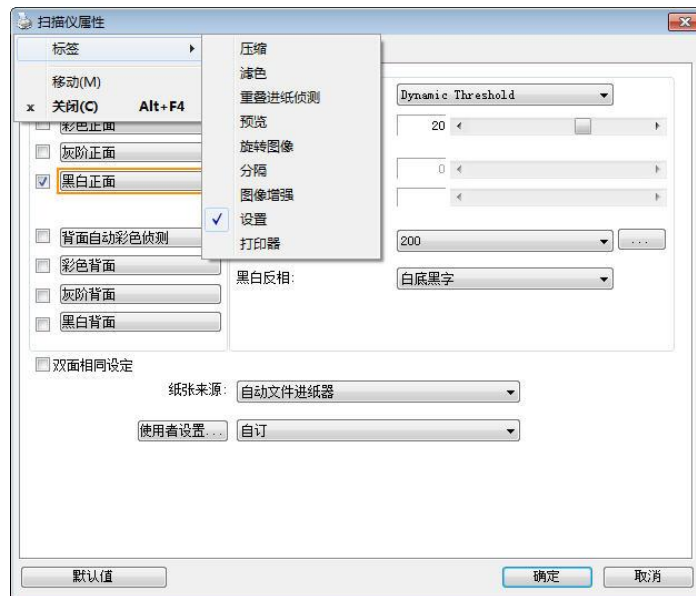 扫描仪属性
标签
移动(M)
x 关闭(C) Alt+F4
压缩
滤色
重叠进纸侦测
预览
旋转图像
分隔
图像增强
设置
打印器
Dynamic Threshold
20
0
彩色正面
灰阶正面
黑白正面
背面自动彩色侦测
200
...
彩色背面
黑白反相:
白底黑字
灰阶背面
黑白背面
双面相同设定
纸张来源:
自动文件进纸器
使用者设置...
自订
默认值
确定
取消